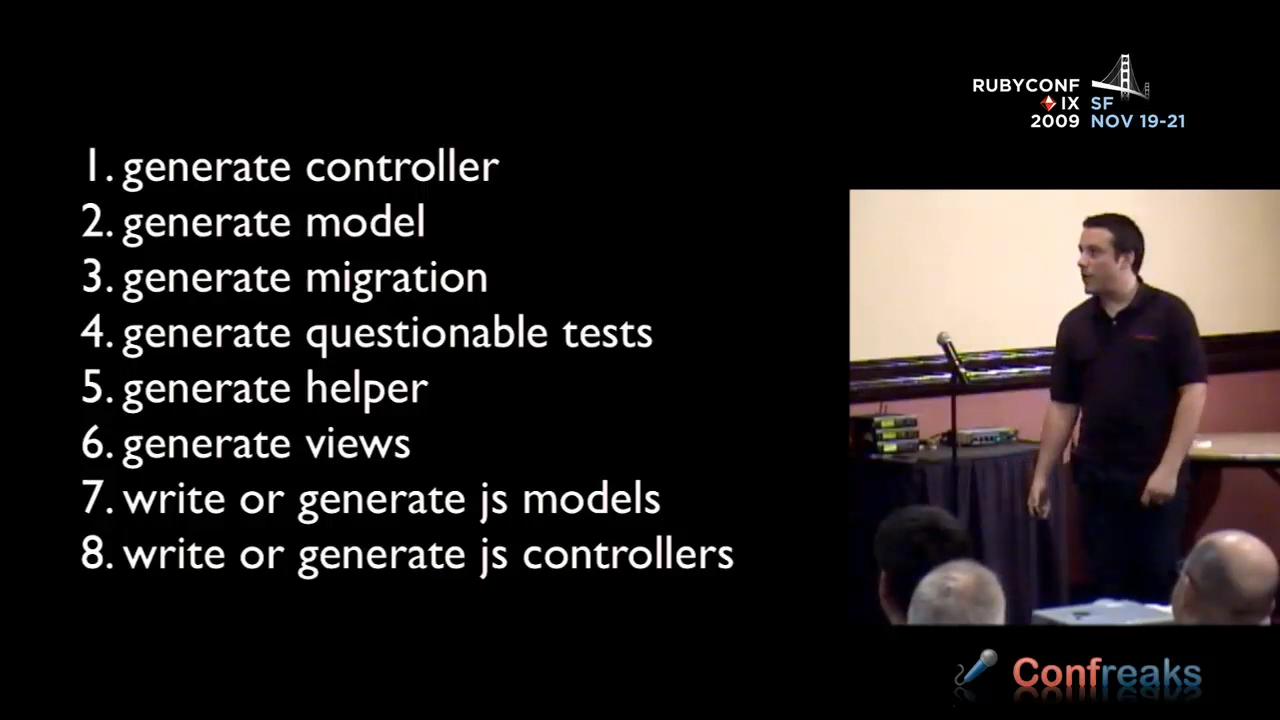 RUBYCONF
IX SF
2009 NOV 19-21
1. generate controller
2. generate model
3. generate migration
4. generate questionable tests
5. generate helper
6. generate views
7. write or generate js models
8. write or generate js controllers
Confreaks